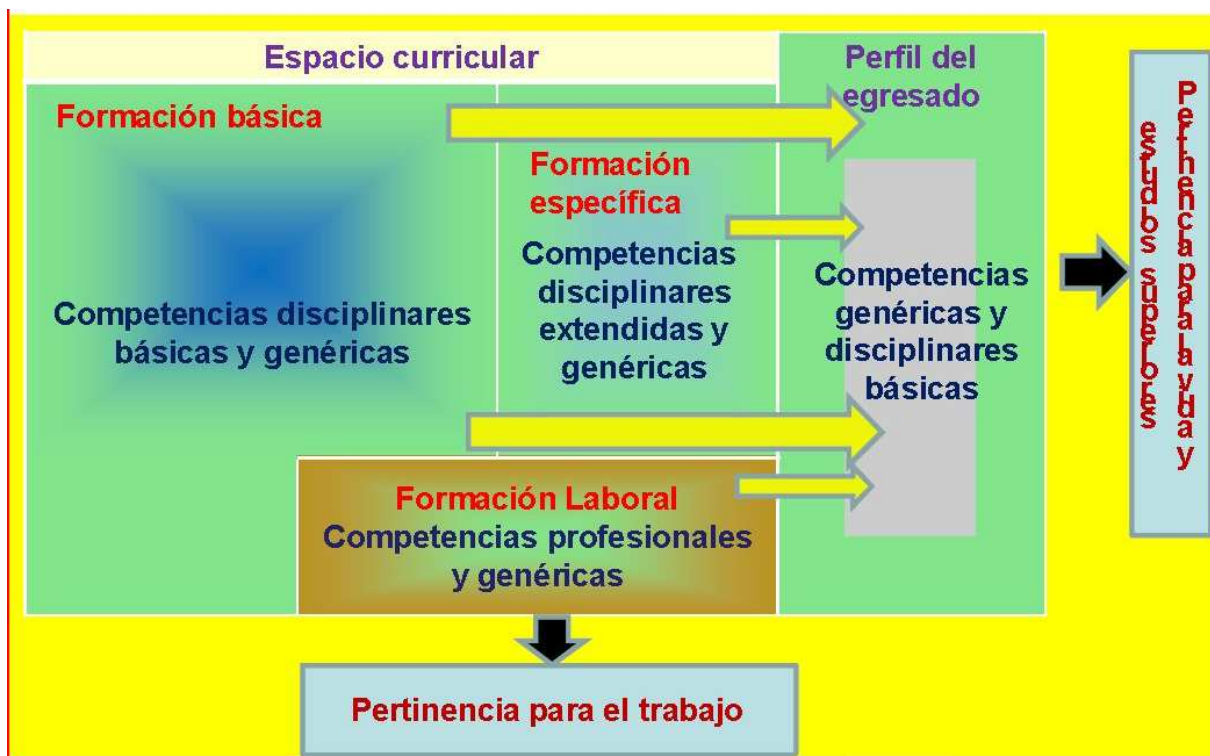 Espacio curricular
Perfil del
egresado
Formación básica
Competencias disciplinares
básicas y genéricas
Formación
específica
Competencias
disciplinares
extendidas y
genéricas
Competencias
genéricas y
disciplinares
básicas
Formación Laboral
Competencias profesionales
y genéricas
Pertinencia para el trabajo
Pertinencia para la vida y
estudios superiores